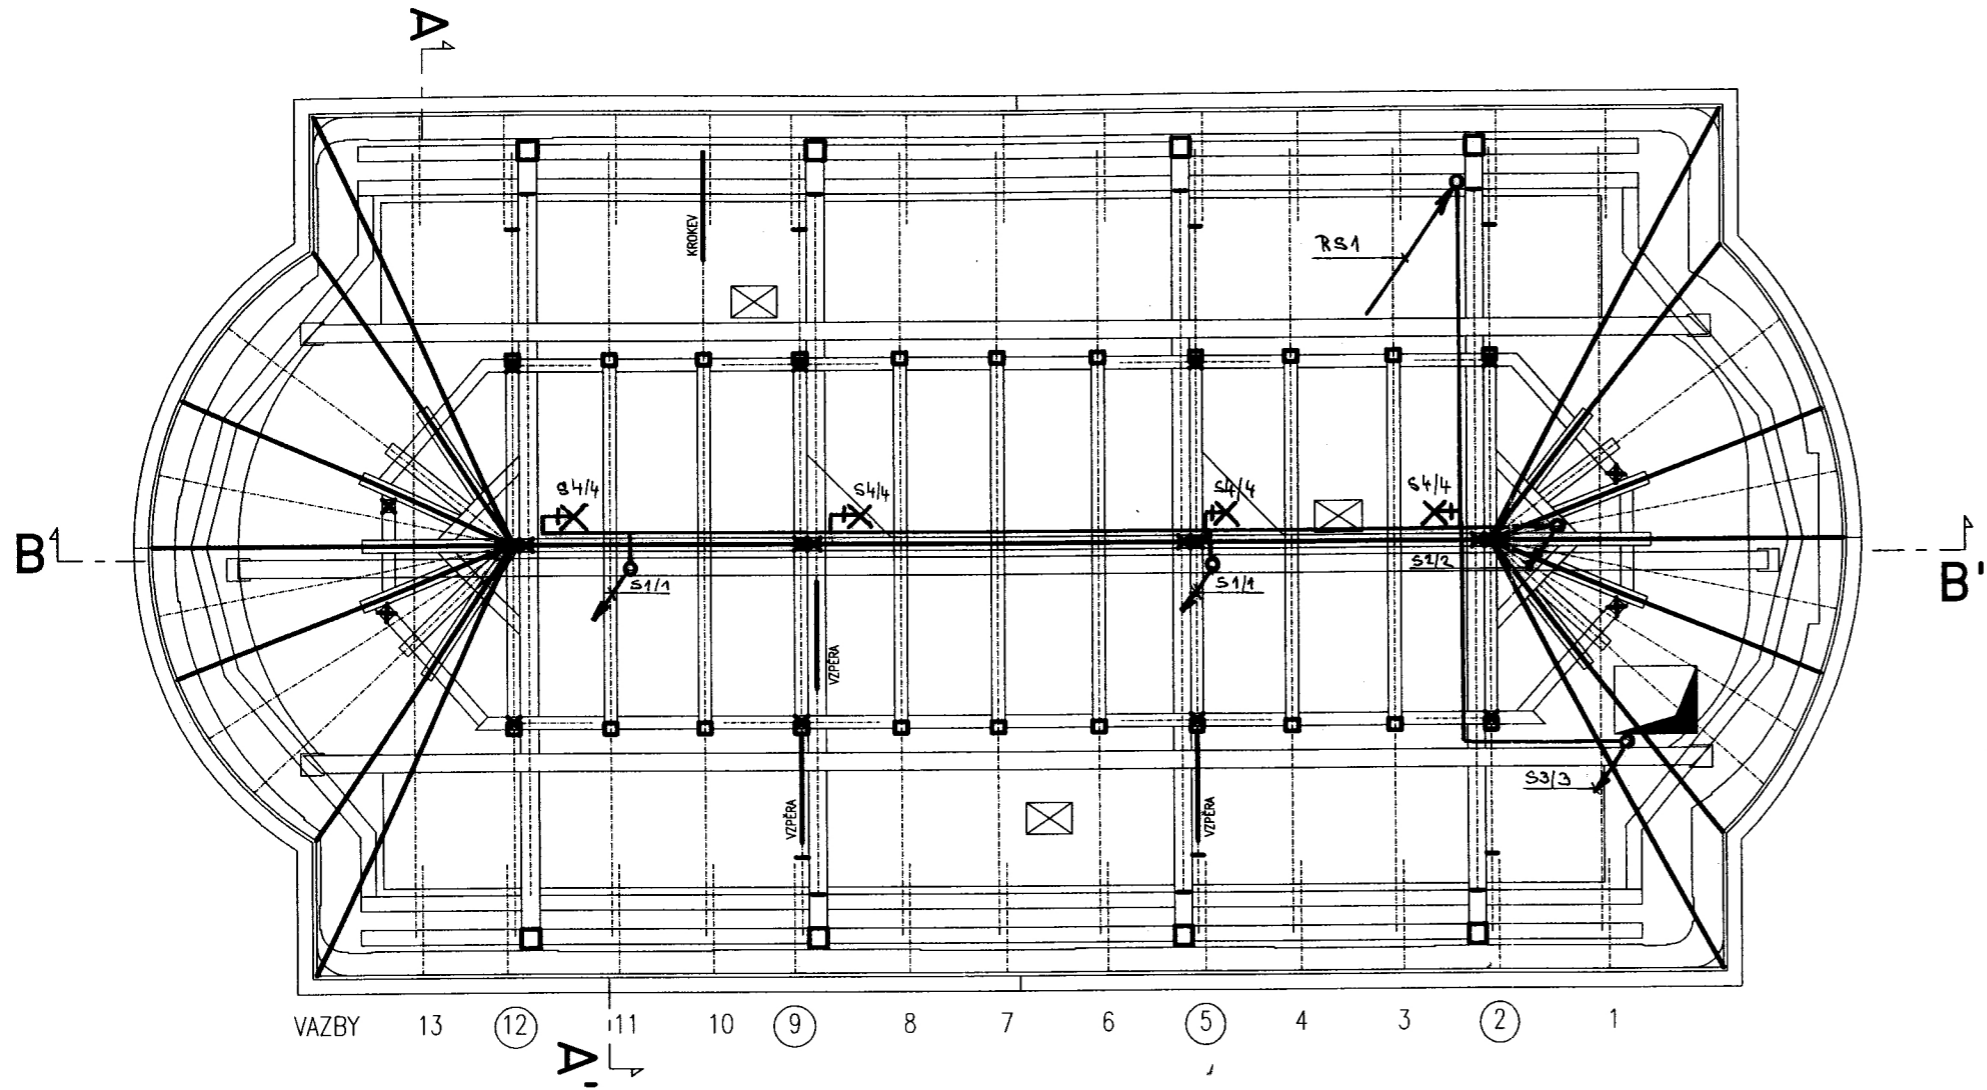 A
KROKEV
RS1
S4/4
S4/4
S4/4
S4/4
B
B'
S1/1
S1/1
S2/2
VZPĚRA
S3/3
VZPĚRA
VZPĚRA
VAZBY 13 12 11 10 9 8 7 6 5 4 3 2 1
A'